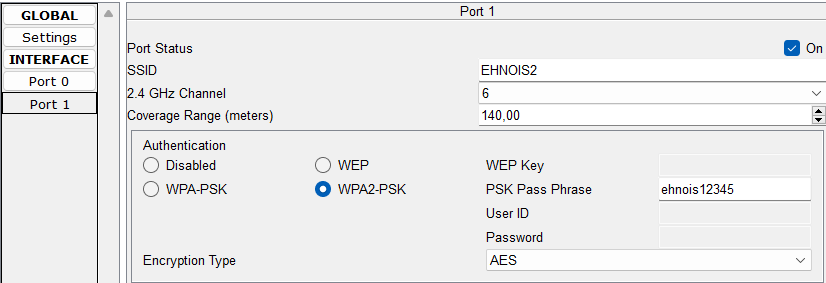 GLOBAL
Settings
INTERFACE
Port 0
Port 1
Port 1
Port Status On
SSID EHNOIS2
2.4 GHz Channel 6
Coverage Range (meters) 140,00
Authentication
Disabled WEP WEP Key
WPA-PSK WPA2-PSK PSK Pass Phrase ehnois12345
User ID
Password
Encryption Type AES